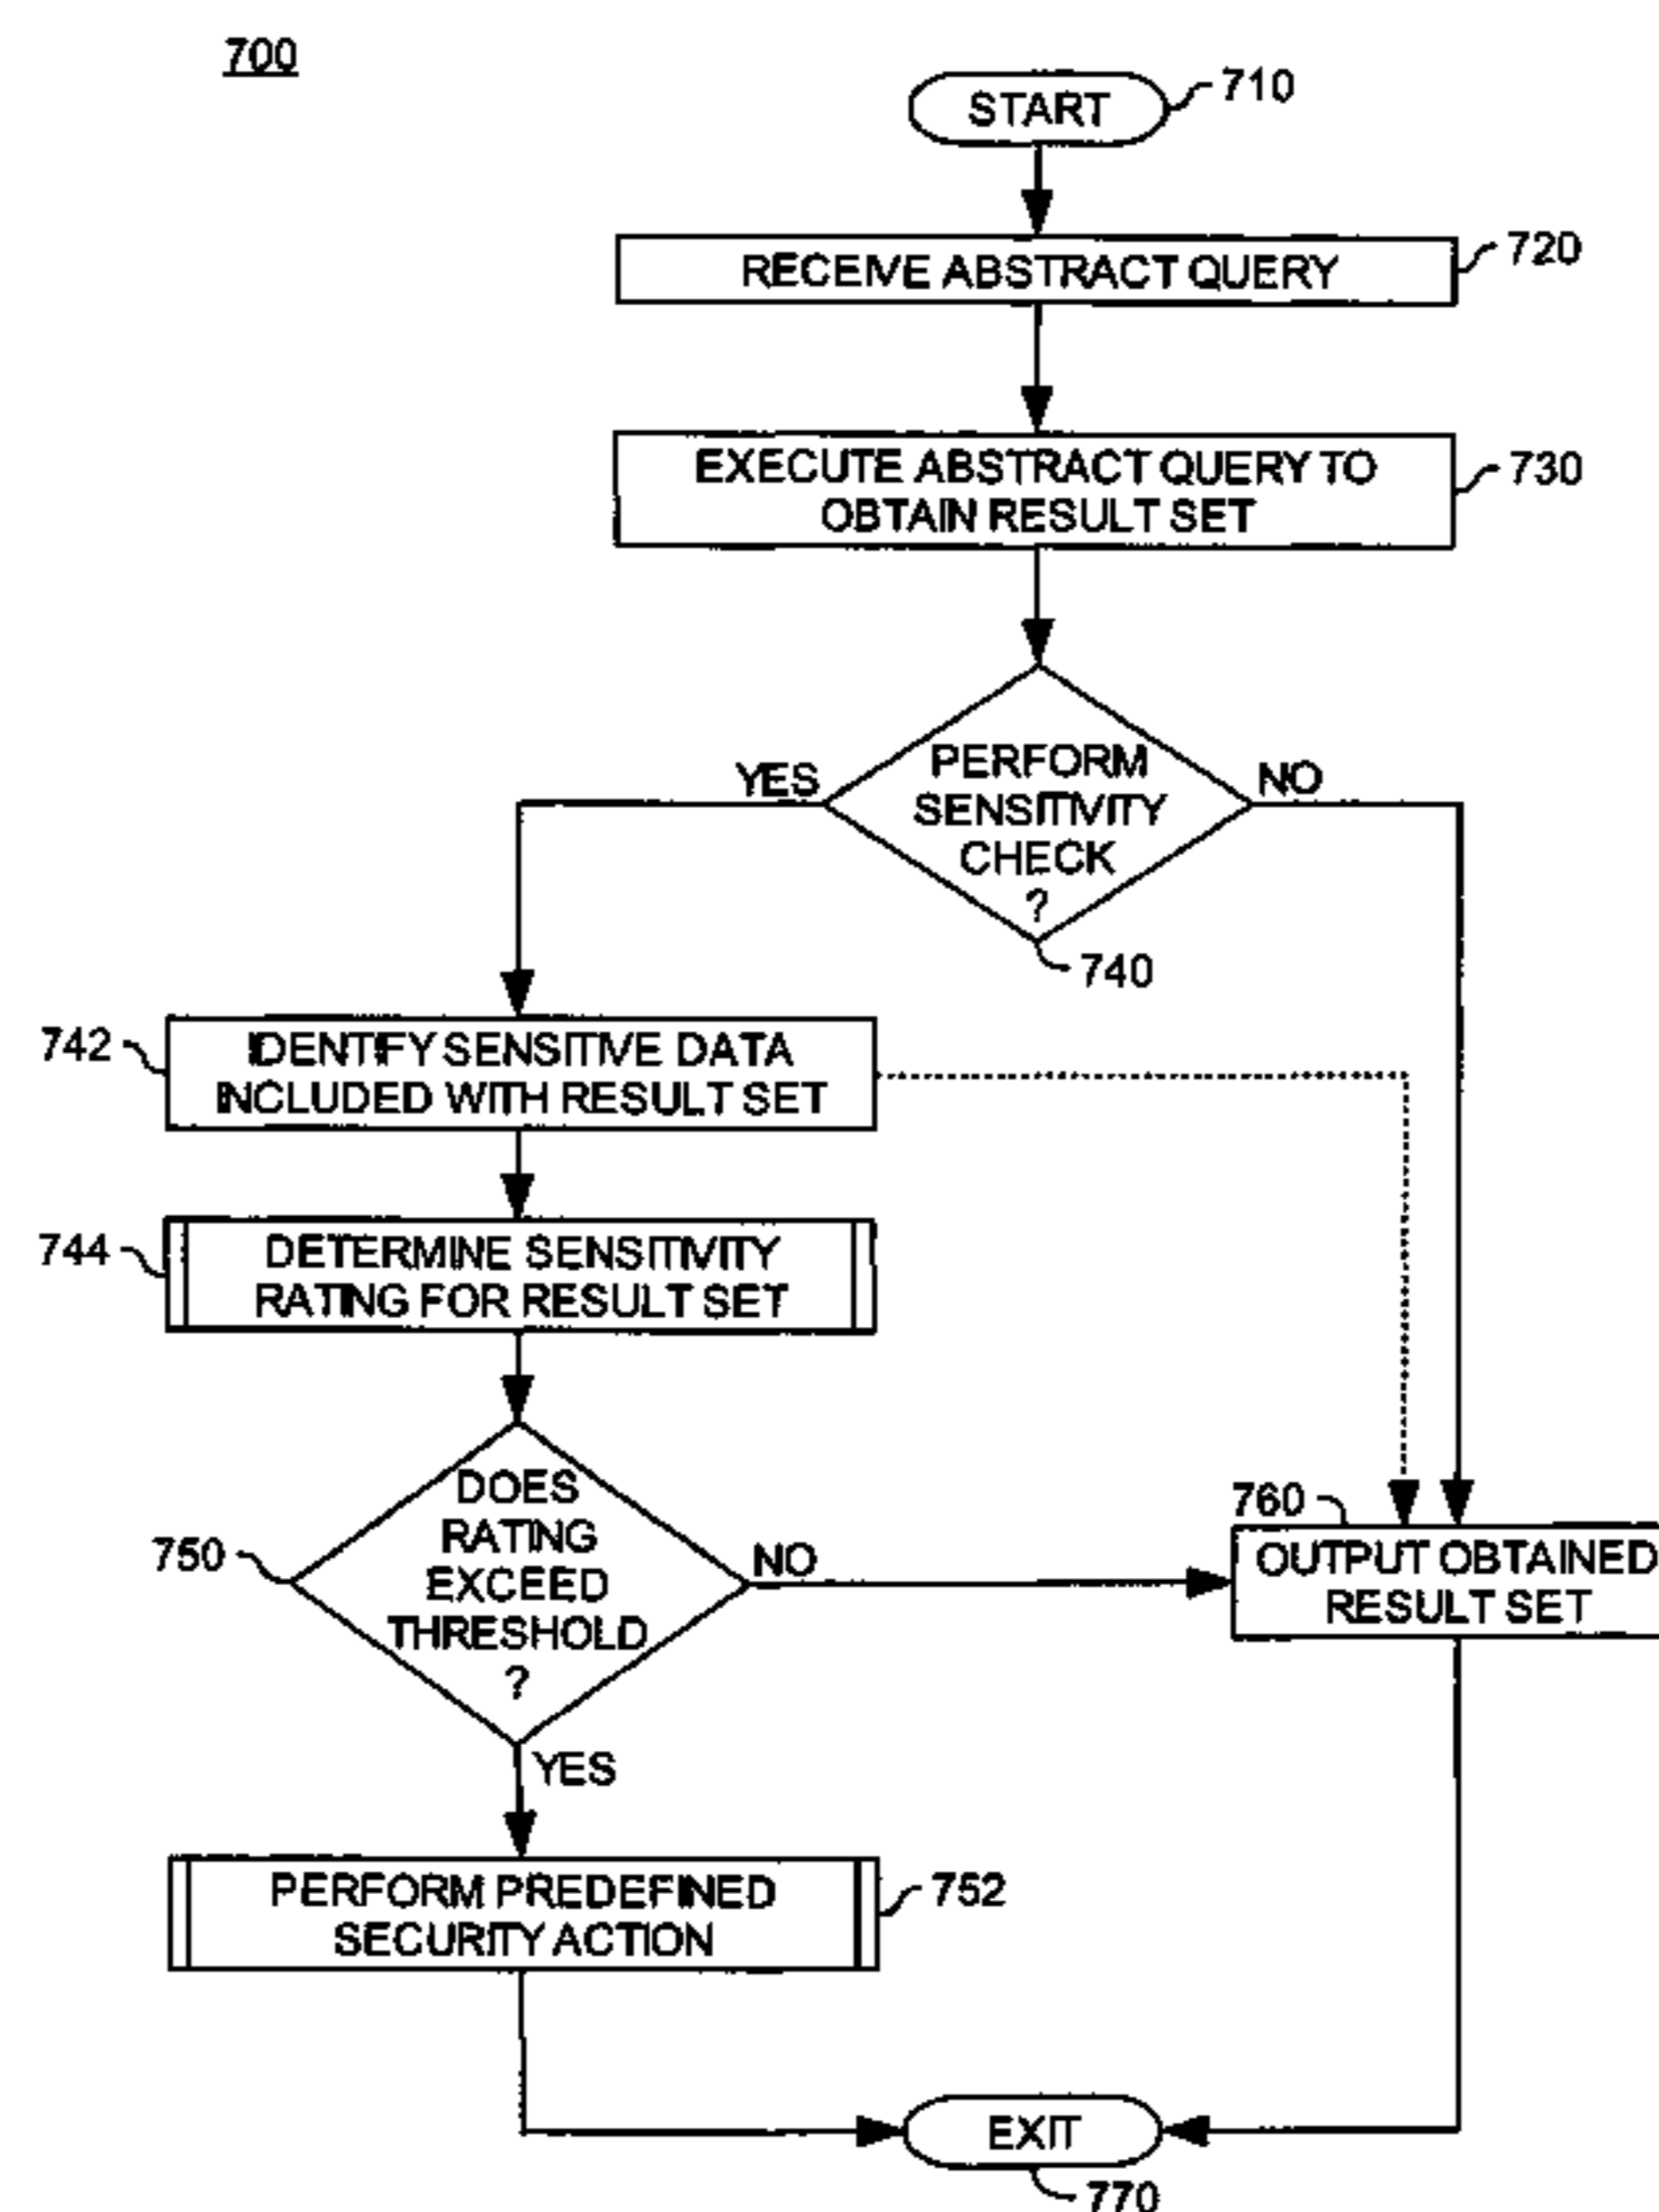 700
START
710
RECEIVE ABSTRACT QUERY
720
EXECUTE ABSTRACT QUERY TO
OBTAIN RESULT SET
730
PERFORM
SENSITIVITY
CHECK
?
YES
NO
740
742
IDENTIFY SENSITIVE DATA
INCLUDED WITH RESULT SET
744
DETERMINE SENSITIVITY
RATING FOR RESULT SET
750
DOES
RATING
EXCEED
THRESHOLD
?
NO
YES
760
OUTPUT OBTAINED
RESULT SET
PERFORM PREDEFINED
SECURITY ACTION
752
EXIT
770